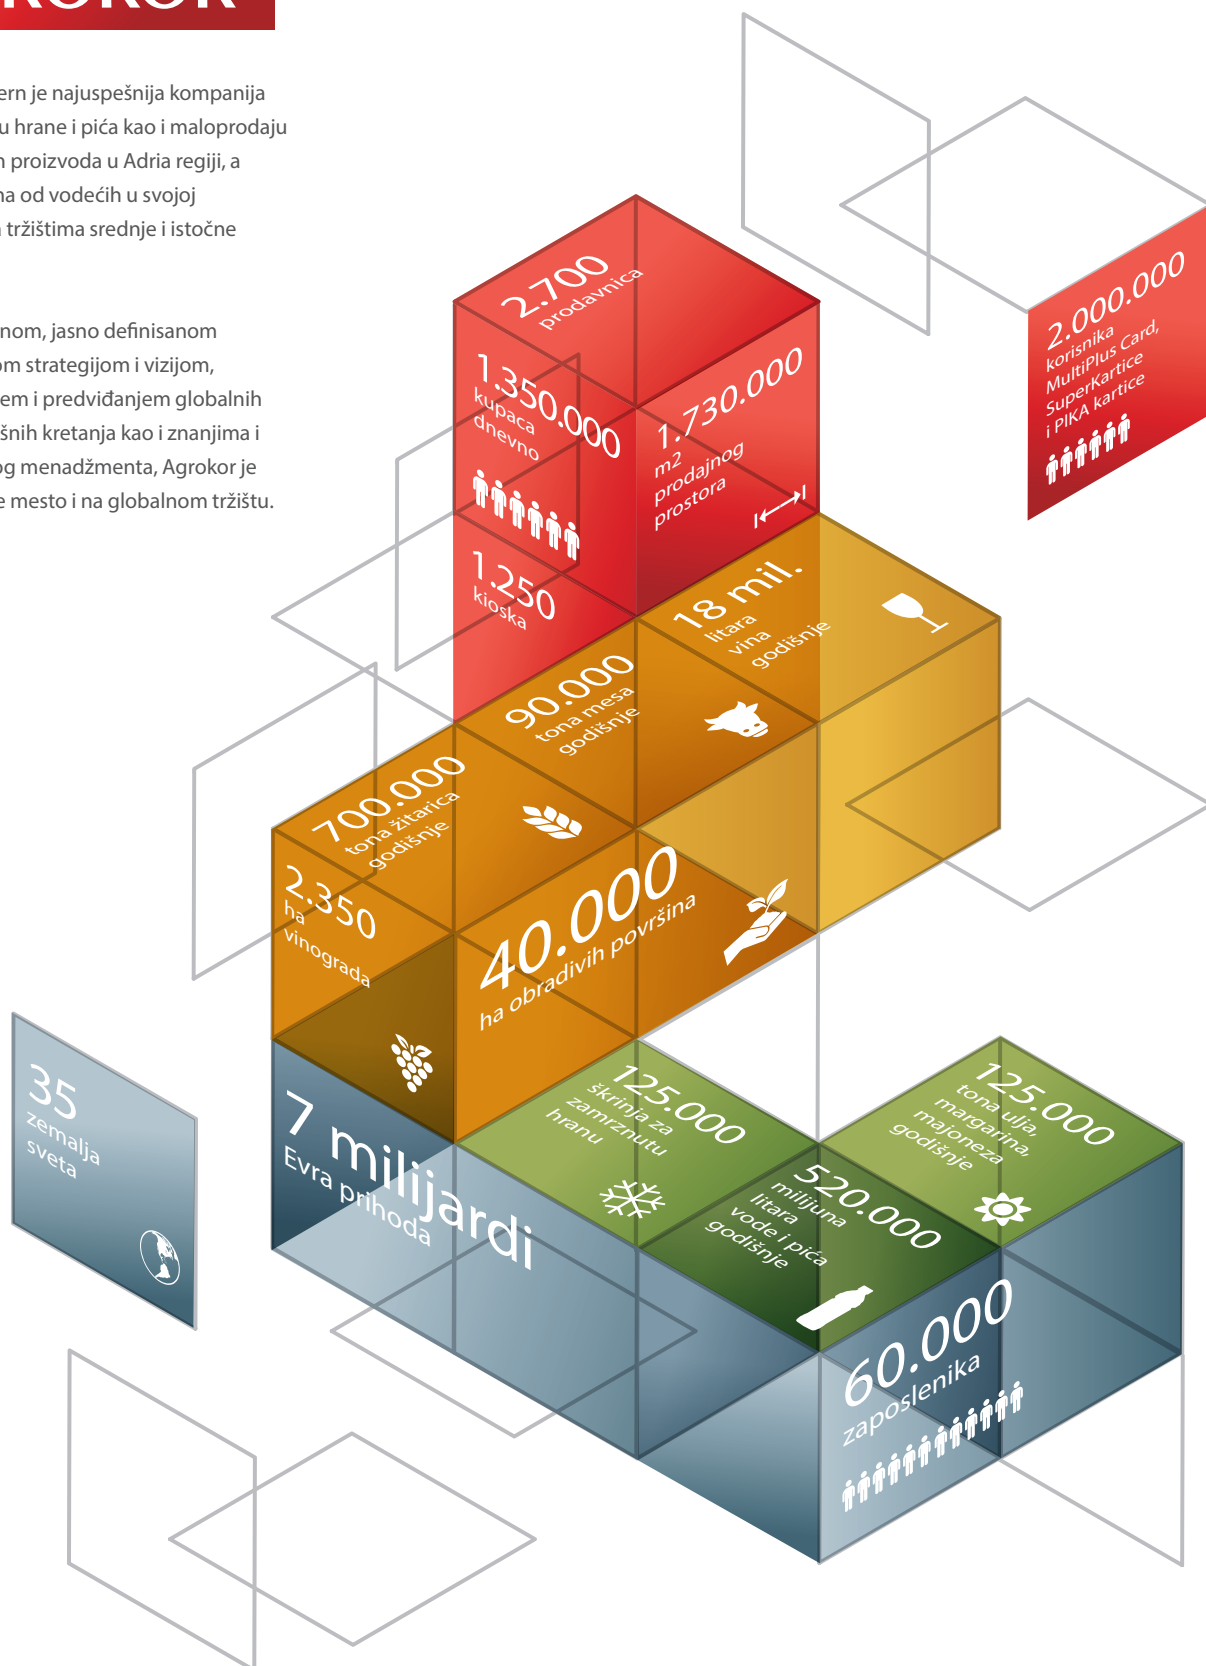 ROKOR
ern je najuspešnija kompanija
u hrane i pića kao i maloprodaju
proizvoda u Adria regiji, a
na od vodećih u svojoj
tržištima srednje i istočne
nom, jasno definisanom
om strategijom i vizijom,
em i predviđanjem globalnih
šnih kretanja kao i znanjima i
og menadžmenta, Agrokor je
e mesto i na globalnom tržištu.
2.700
prodavnica
1.350.000
kupaca
dnevno
1.730.000
m2
prodajnog
prostora
2.000.000
korisnika
MultiPlus Card,
SuperKartice
i PIKA kartice
1.250
kioska
18 mil.
litara
vina
godišnje
90.000
tona mesa
godišnje
700.000
tona žitarica
godišnje
2.350
ha
vinograda
40.000
ha obradivih površina
35
zemalja
sveta
7 milijardi
Evra prihoda
125.000
škrinja za
zamrznutu
hranu
125.000
tona ulja,
margarina,
majoneza
godišnje
520.000
milijuna
litara
vode i pića
godišnje
60.000
zaposlenika